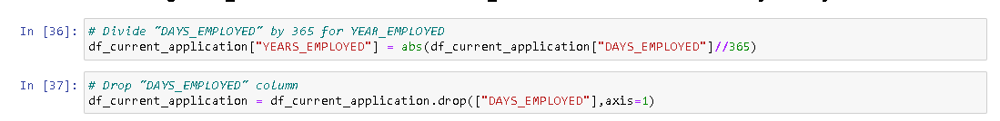 In [36]: # Divide "DAYS_EMPLOYED" by 365 for YEAR_EMPLOYED
df_current_application["YEARS_EMPLOYED"] = abs(df_current_application["DAYS_EMPLOYED"]//365)
In [37]: # Drop "DAYS_EMPLOYED" column
df_current_application = df_current_application.drop(["DAYS_EMPLOYED"],axis=1)